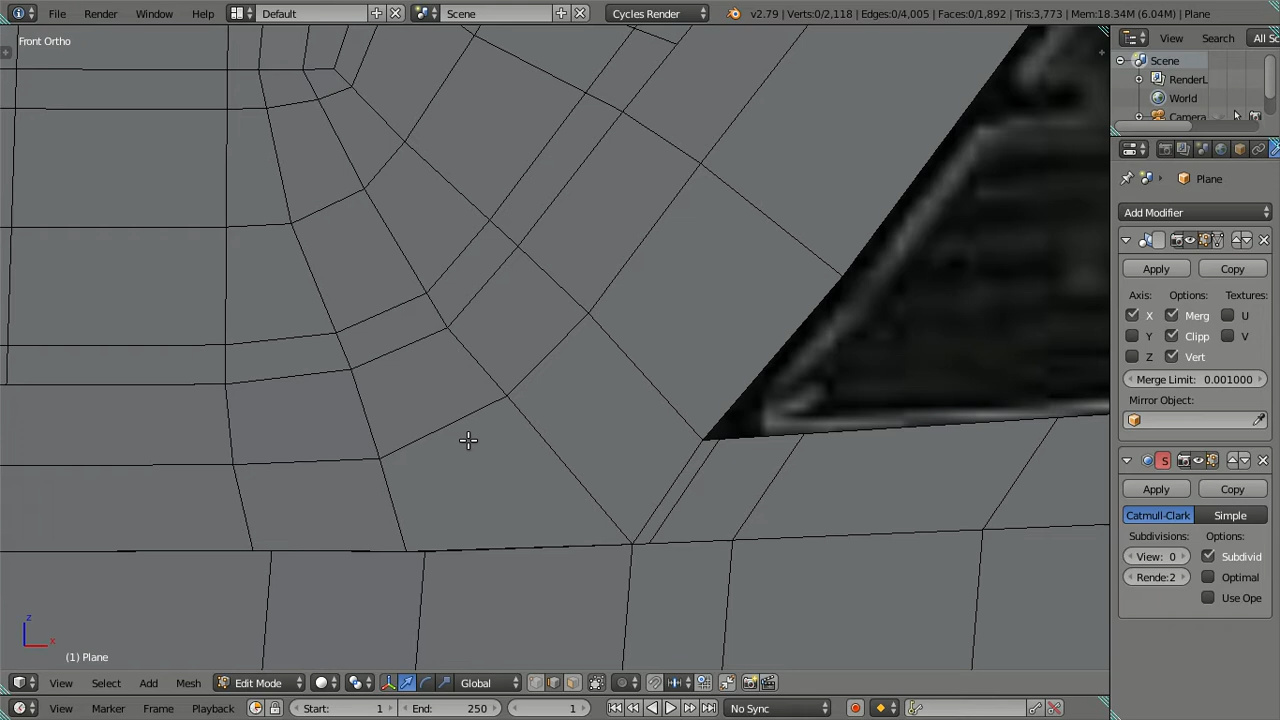 File Render Window Help Default Scene Cycles Render v2.79 | Verts:0/2,118 | Edges:0/4,005 | Faces:0/1,892 | Tris:3,773 | Mem:18.34M (6.04M) | Plane
Front Ortho
View Search All Sc
Scene
RenderL
World
Camera
Plane
Add Modifier
Apply Copy
Axis: Options: Textures:
X Merg U
Y Clipp V
Z Vert
Merge Limit: 0.001000
Mirror Object:
S
Apply Copy
Catmull-Clark Simple
Subdivisions: Options:
View: 0 Subdivid
Rende:2 Optimal
Use Ope
z
x
(1) Plane
View Select Add Mesh Edit Mode Global
View Marker Frame Playback Start: 1 End: 250 1 No Sync